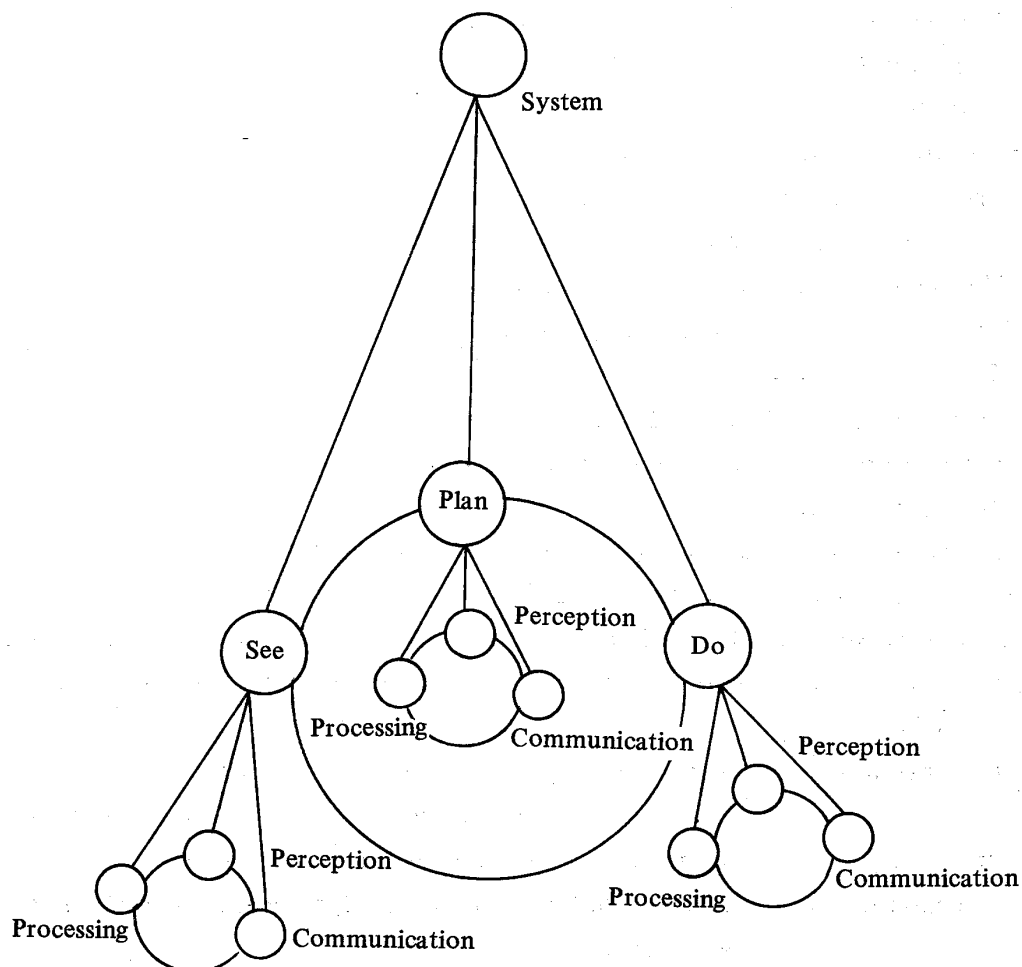 System
Plan
Perception
See
Do
Processing
Communication
Perception
Perception
Processing
Communication
Processing
Communication